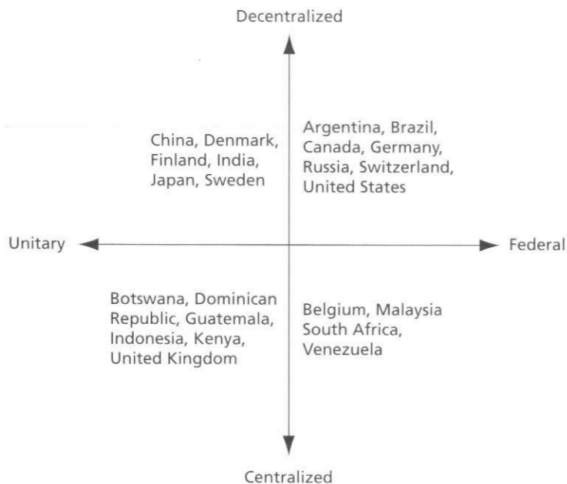 Decentralized
China, Denmark,
Finland, India,
Japan, Sweden
Argentina, Brazil,
Canada, Germany,
Russia, Switzerland,
United States
Unitary
Federal
Botswana, Dominican
Republic, Guatemala,
Indonesia, Kenya,
United Kingdom
Belgium, Malaysia
South Africa,
Venezuela
Centralized